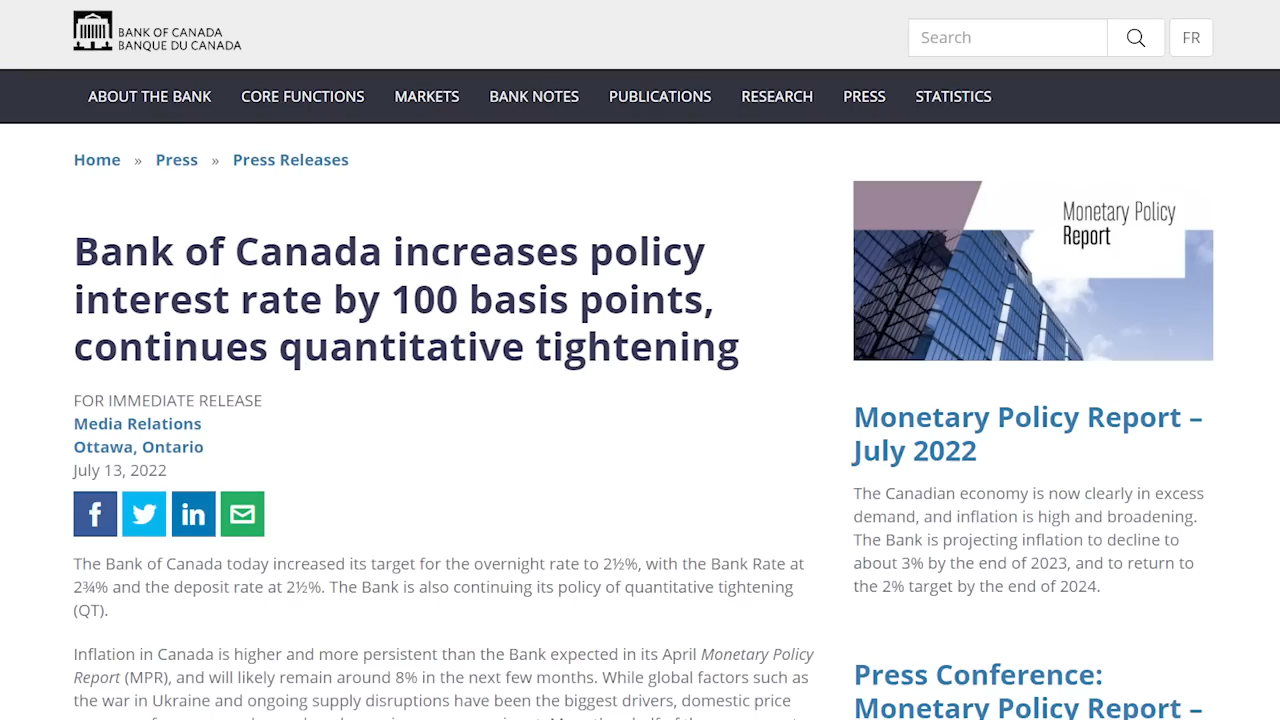 BANK OF CANADA
BANQUE DU CANADA
Search
FR
ABOUT THE BANK CORE FUNCTIONS MARKETS BANK NOTES PUBLICATIONS RESEARCH PRESS STATISTICS
Home » Press » Press Releases
Bank of Canada increases policy
interest rate by 100 basis points,
continues quantitative tightening
FOR IMMEDIATE RELEASE
Media Relations
Ottawa, Ontario
July 13, 2022
The Bank of Canada today increased its target for the overnight rate to 2½%, with the Bank Rate at
2¾% and the deposit rate at 2½%. The Bank is also continuing its policy of quantitative tightening
(QT).
Inflation in Canada is higher and more persistent than the Bank expected in its April Monetary Policy
Report (MPR), and will likely remain around 8% in the next few months. While global factors such as
the war in Ukraine and ongoing supply disruptions have been the biggest drivers, domestic price
Monetary Policy
Report
Monetary Policy Report –
July 2022
The Canadian economy is now clearly in excess
demand, and inflation is high and broadening.
The Bank is projecting inflation to decline to
about 3% by the end of 2023, and to return to
the 2% target by the end of 2024.
Press Conference:
Monetary Policy Report –